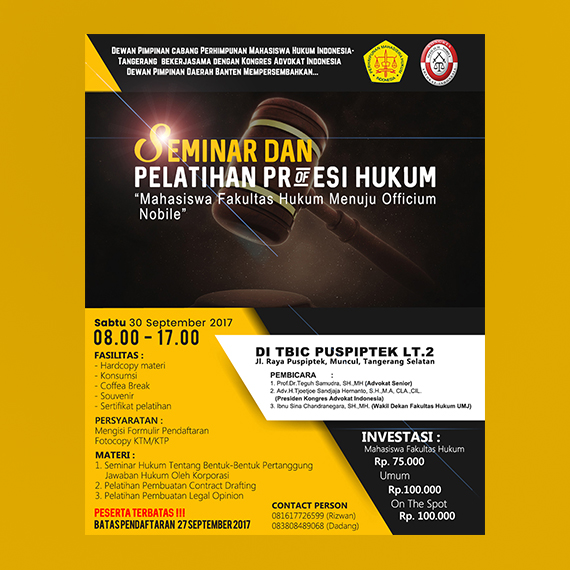 Dewan Pimpinan cabang Perhimpunan Mahasiswa Hukum Indonesia-
Tangerang bekerjasama dengan Kongres Advokat Indonesia
Dewan Pimpinan Daerah Banten Mempersembahkan...
SEMINAR DAN
PELATIHAN PROFESI HUKUM
"Mahasiswa Fakultas Hukum Menuju Officium
Nobile"
Sabtu 30 September 2017
08.00 - 17.00
FASILITAS :
- Hardcopy materi
- Konsumsi
- Coffea Break
- Souvenir
- Sertifikat pelatihan
PERSYARATAN :
Mengisi Formulir Pendaftaran
Fotocopy KTM/KTP
MATERI :
1. Seminar Hukum Tentang Bentuk-Bentuk Pertanggung
Jawaban Hukum Oleh Korporasi
2. Pelatihan Pembuatan Contract Drafting
3. Pelatihan Pembuatan Legal Opinion
PESERTA TERBATAS !!!
BATAS PENDAFTARAN 27 SEPTEMBER 2017
DI TBIC PUSPIPTEK LT.2
Jl. Raya Puspiptek, Muncul, Tangerang Selatan
PEMBICARA :
1. Prof.Dr.Teguh Samudra, SH.,MH (Advokat Senior)
2. Adv.H.Tjoetjoe Sandjaja Hernanto, S.H.,M.A, CLA.,CIL.
(Presiden Kongres Advokat Indonesia)
3. Ibnu Sina Chandranegara, SH., MH. (Wakil Dekan Fakultas Hukum UMJ)
INVESTASI :
Mahasiswa Fakultas Hukum
Rp. 75.000
Umum
Rp.100.000
On The Spot
Rp. 100.000
CONTACT PERSON
081617726599 (Rizwan)
083808489068 (Dadang)